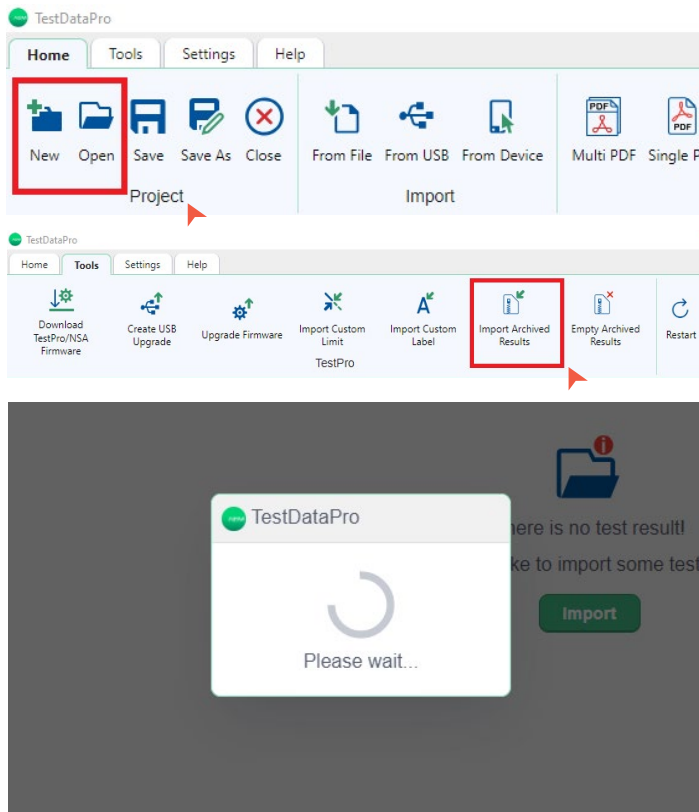 TestDataPro
Home Tools Settings Help
New Open Save Save As Close From File From USB From Device Multi PDF Single P
Project Import
TestDataPro
Home Tools Settings Help
Download TestPro/NSA Firmware
Create USB Upgrade
Upgrade Firmware
Import Custom Limit
Import Custom Label
Import Archived Results
Empty Archived Results
Restart
TestPro
TestDataPro
here is no test result!
ke to import some test
Import
Please wait...